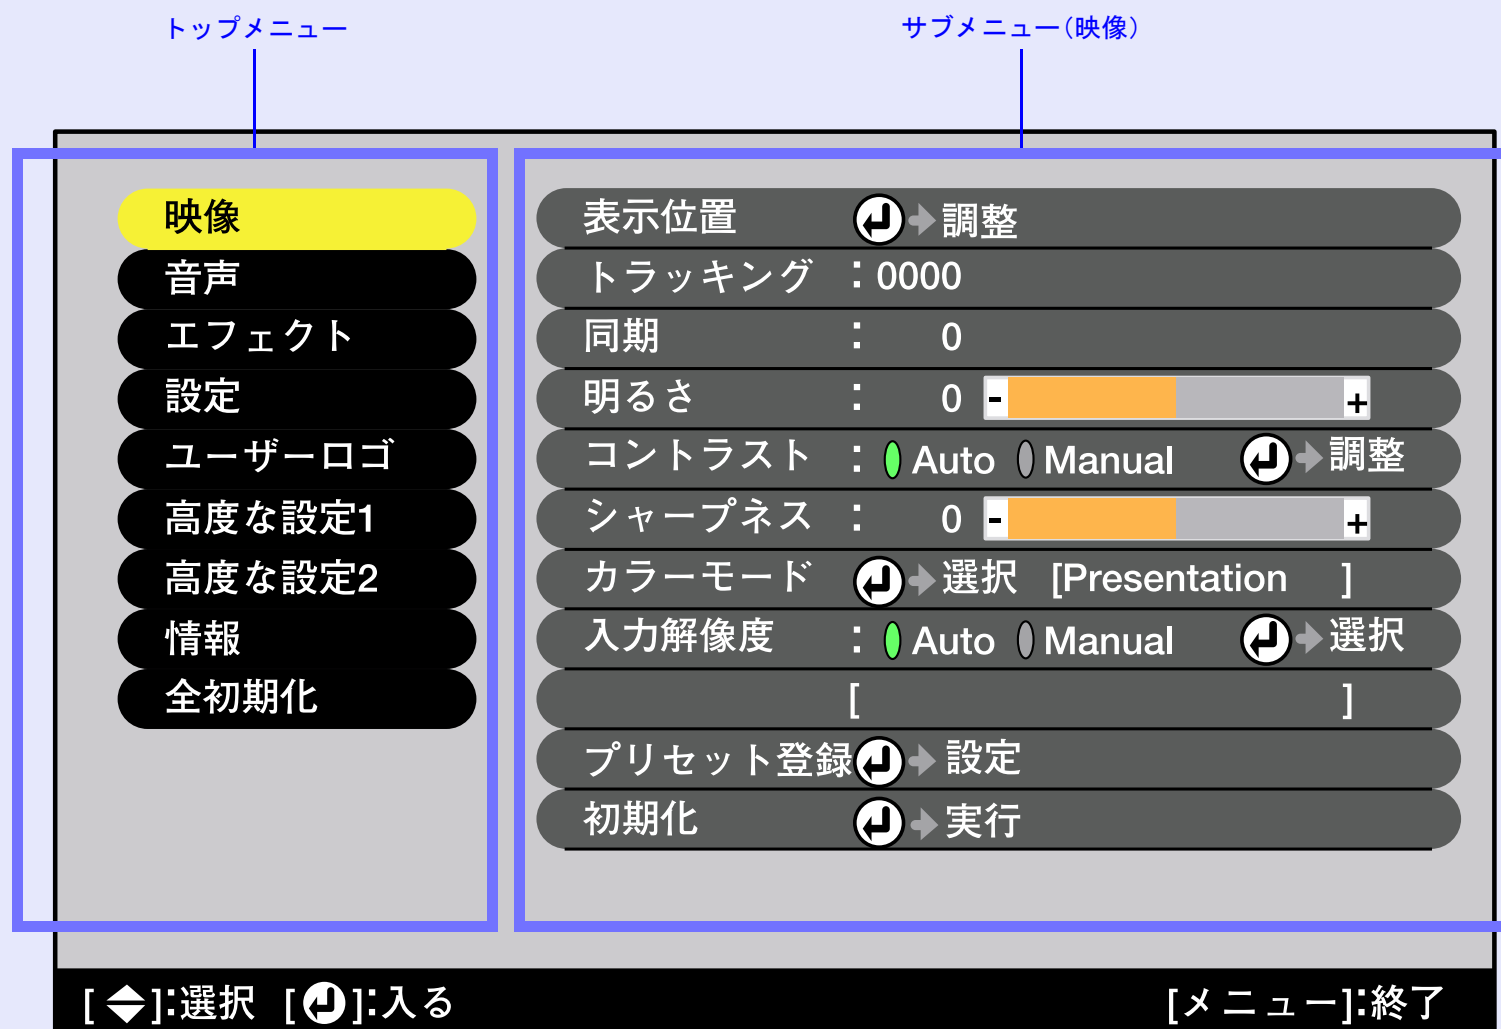 トップメニュー
サブメニュー(映像)
映像
音声
エフェクト
設定
ユーザーロゴ
高度な設定1
高度な設定2
情報
全初期化
表示位置 調整
トラッキング :0000
同期 : 0
明るさ : 0 - +
コントラスト : Auto Manual 調整
シャープネス : 0 - +
カラーモード 選択 [Presentation ]
入力解像度 : Auto Manual 選択
[ ]
プリセット登録 設定
初期化 実行
[ ]:選択 [ ]:入る [メニュー]:終了